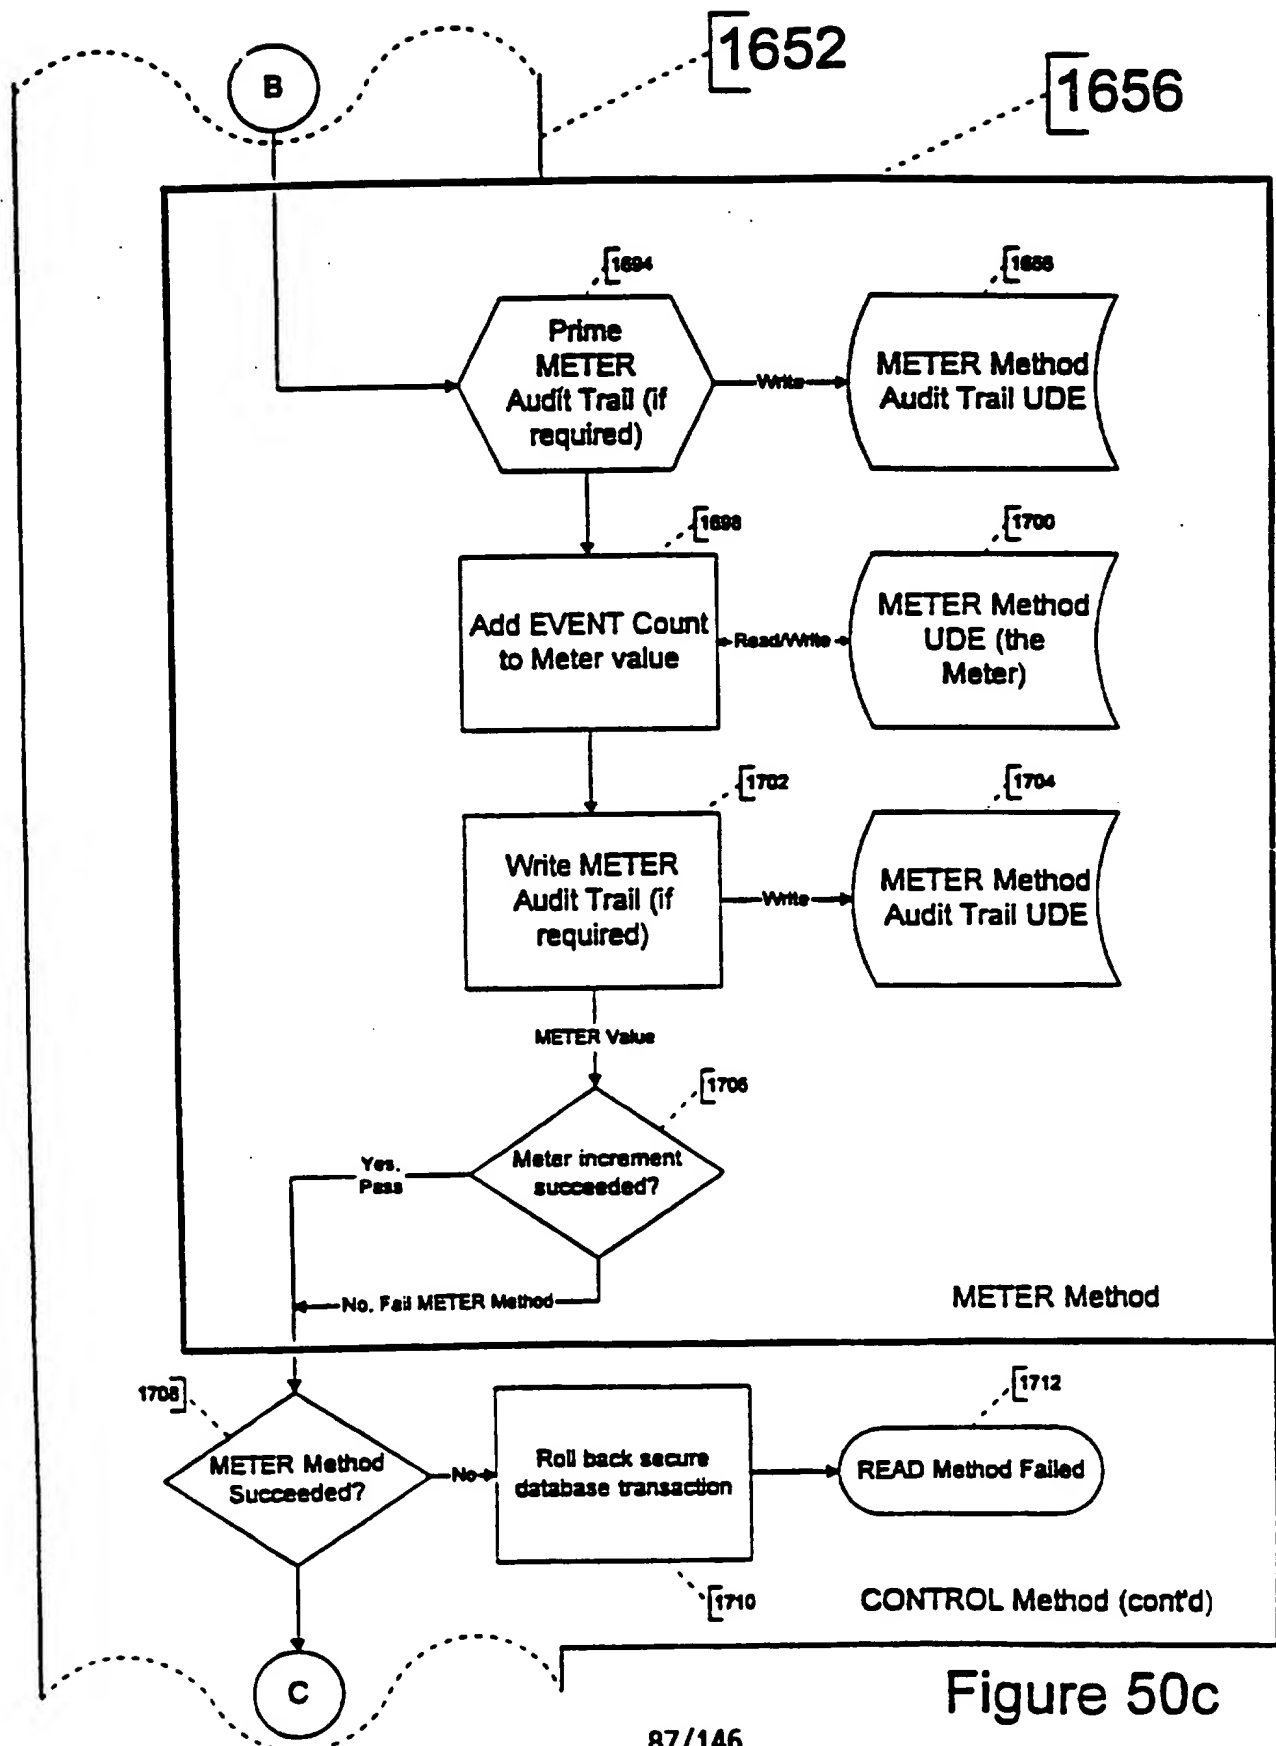 B
1652
1656
1694
Prime
METER
Audit Trail (if
required)
Write
METER Method
Audit Trail UDE
1698
Add EVENT Count
to Meter value
Read/Write
1700
METER Method
UDE (the
Meter)
1702
Write METER
Audit Trail (if
required)
Write
1704
METER Method
Audit Trail UDE
METER Value
1706
Meter increment
succeeded?
Yes.
Pass
No. Fail METER Method
METER Method
1708
METER Method
Succeeded?
No
Roll back secure
database transaction
1710
1712
READ Method Failed
CONTROL Method (cont'd)
C
Figure 50c
87/146